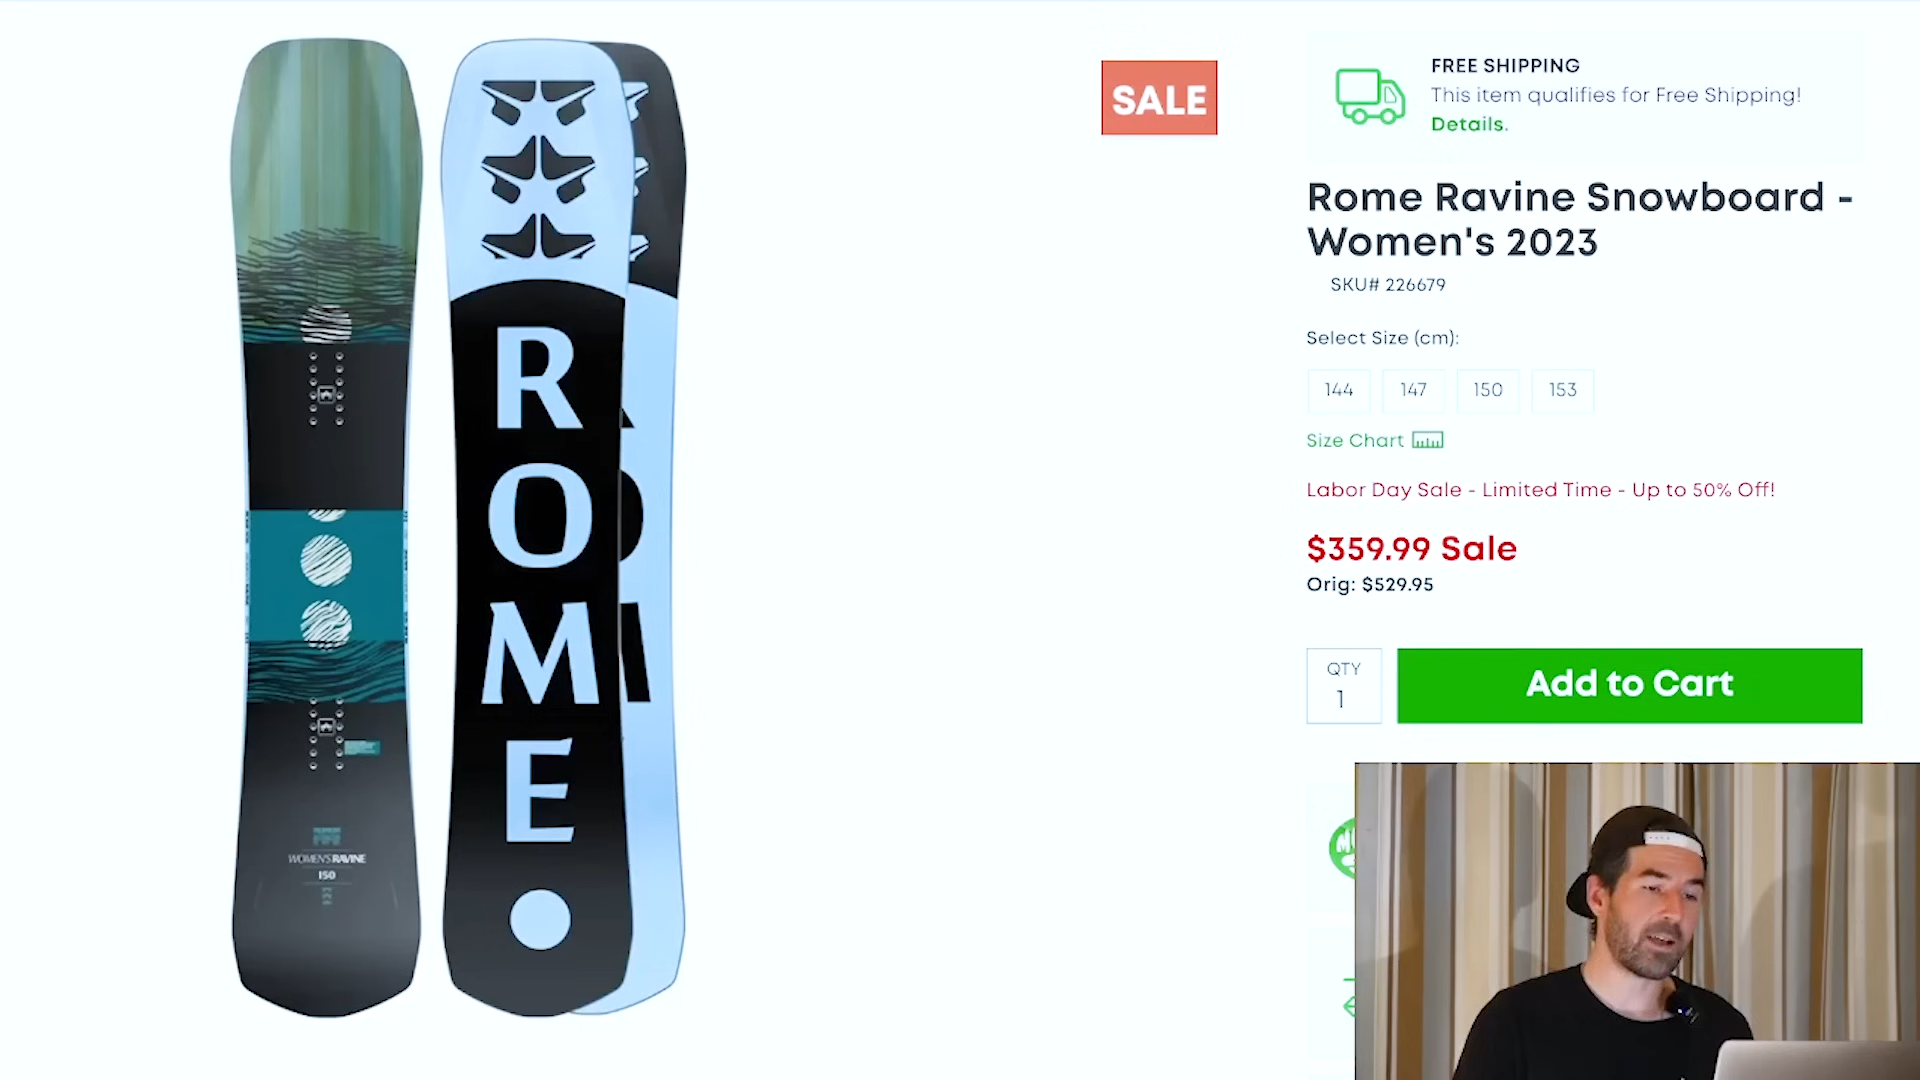 SALE
FREE SHIPPING
This item qualifies for Free Shipping!
Details.
Rome Ravine Snowboard -
Women's 2023
SKU# 226679
Select Size (cm):
144 147 150 153
Size Chart
Labor Day Sale - Limited Time - Up to 50% Off!
$359.99 Sale
Orig: $529.95
QTY
1
Add to Cart
ROME
WOMEN'S RAVINE
150